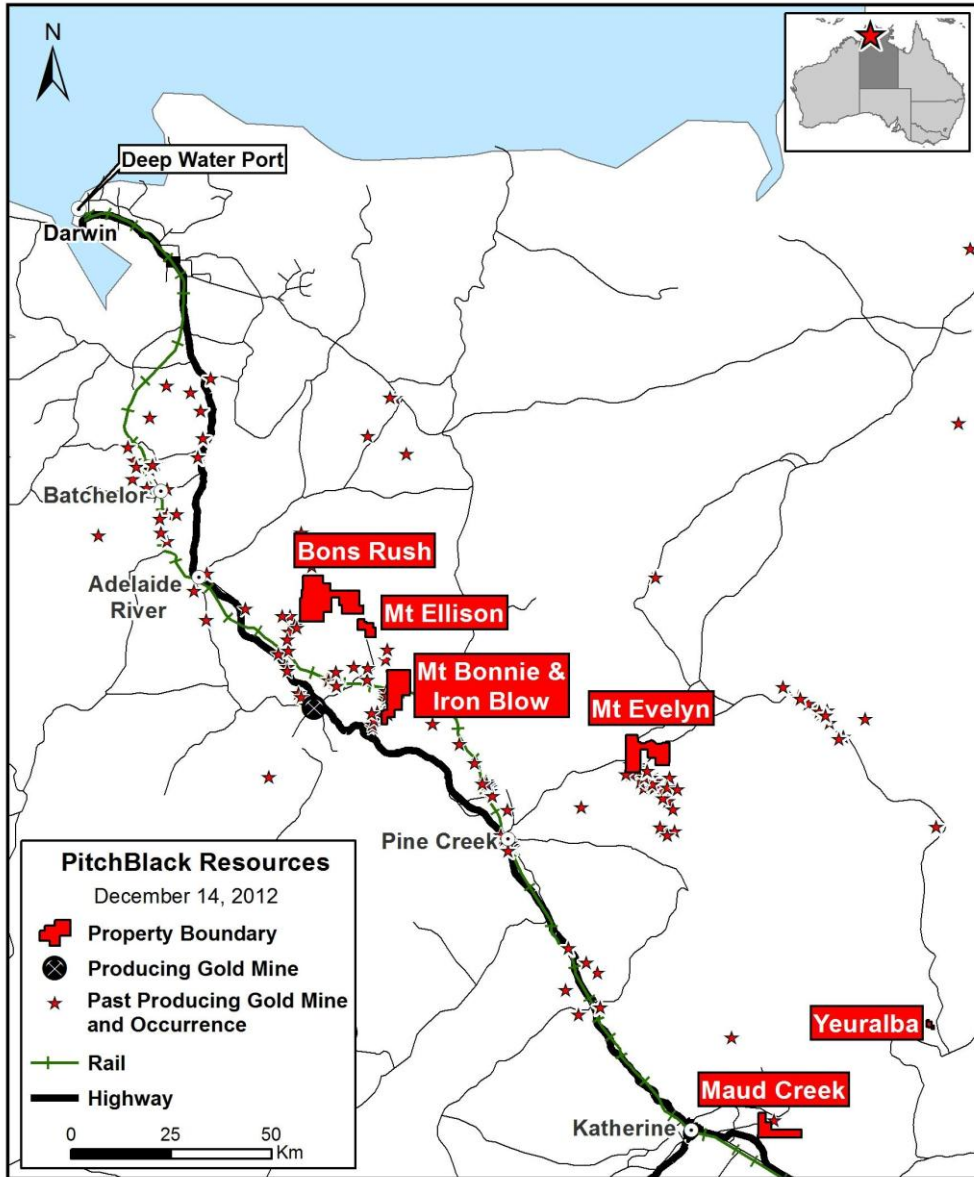 N
Deep Water Port
Darwin
Batchelor
Adelaide
River
Bons Rush
Mt Ellison
Mt Bonnie &
Iron Blow
Mt Evelyn
Pine Creek
Yeuralba
Maud Creek
Katherine
PitchBlack Resources
December 14, 2012
Property Boundary
Producing Gold Mine
Past Producing Gold Mine
and Occurrence
Rail
Highway
0 25 50
Km